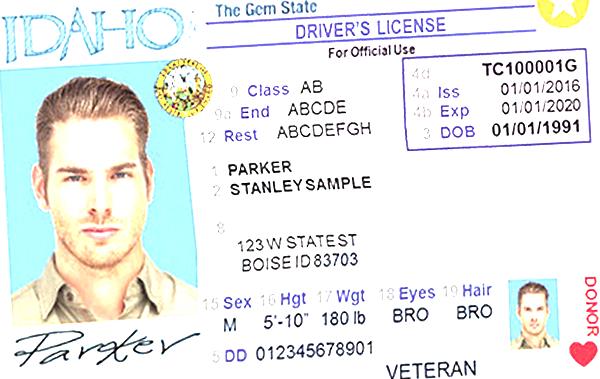 IDAHO
The Gem State
DRIVER'S LICENSE
For Official Use
9 Class AB
9a End ABCDE
12 Rest ABCDEFGH
4d TC100001G
4a Iss 01/01/2016
4b Exp 01/01/2020
3 DOB 01/01/1991
1 PARKER
2 STANLEY SAMPLE
8
123 W STATE ST
BOISE ID 83703
15 Sex 16 Hgt 17 Wgt 18 Eyes 19 Hair
M 5'-10" 180 lb BRO BRO
5 DD 012345678901
VETERAN
DONOR
Parker